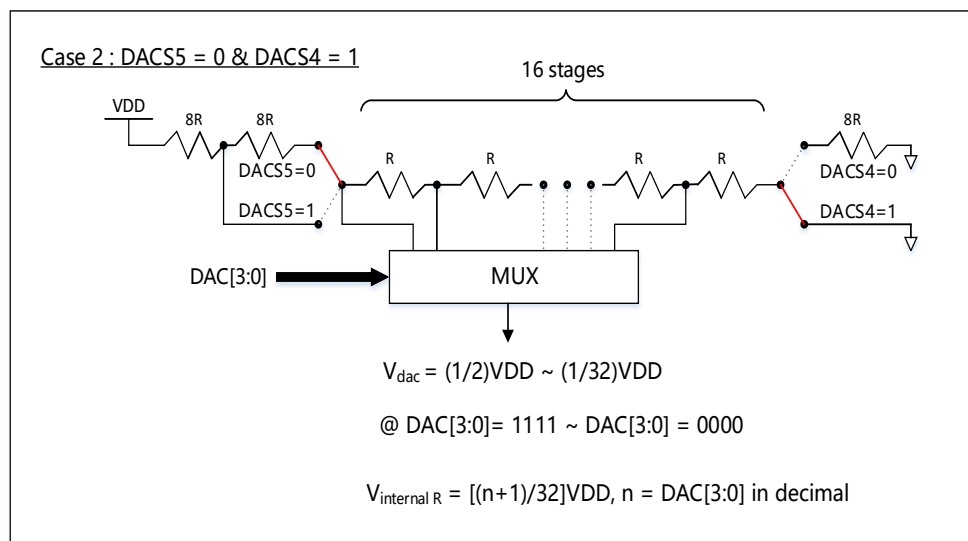 Case 2 : DACS5 = 0 & DACS4 = 1
16 stages
VDD
8R
8R
8R
DACS5=0
DACS4=0
R
R
R
R
DACS5=1
DACS4=1
DAC[3:0]
MUX
Vdac = (1/2)VDD ~ (1/32)VDD
@ DAC[3:0]= 1111 ~ DAC[3:0] = 0000
Vinternal R = [(n+1)/32]VDD, n = DAC[3:0] in decimal